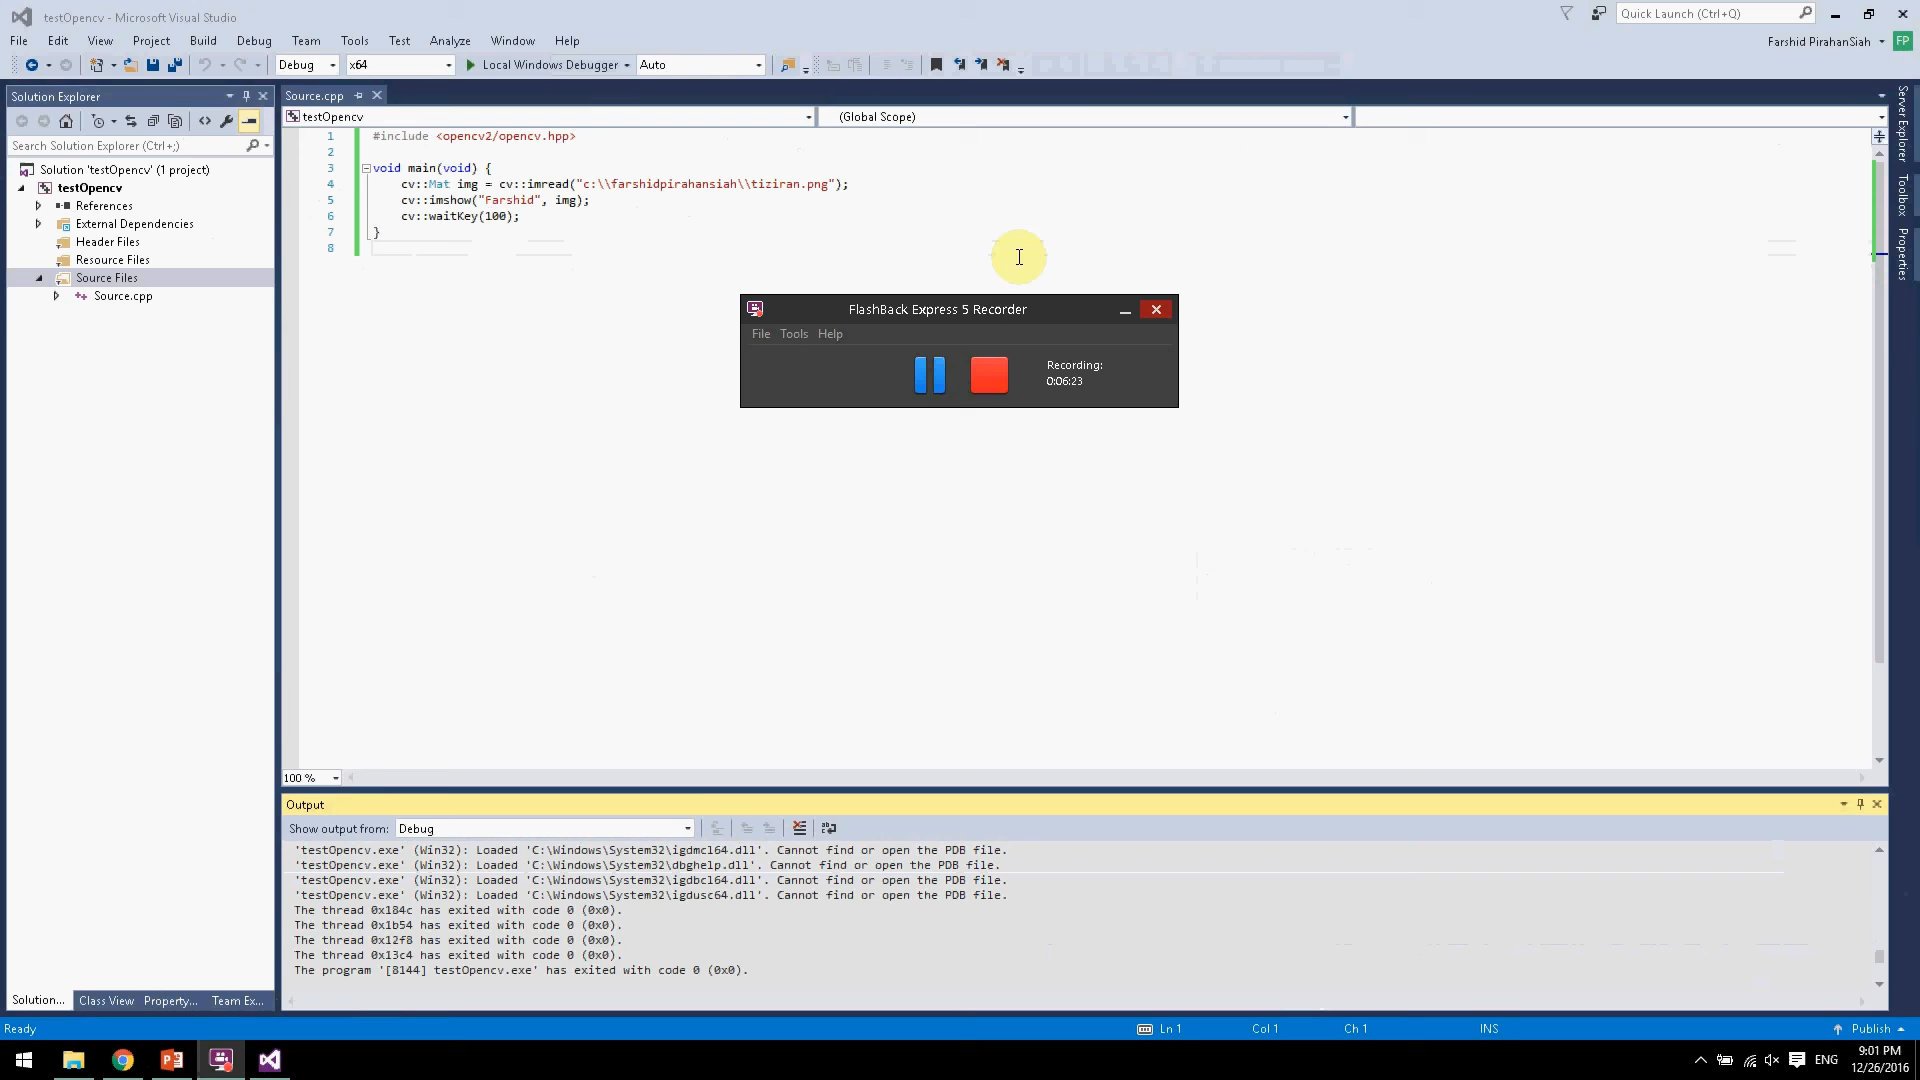 testOpencv - Microsoft Visual Studio
Quick Launch (Ctrl+Q)
File Edit View Project Build Debug Team Tools Test Analyze Window Help
Farshid PirahanSiah FP
Debug x64 Local Windows Debugger Auto
Solution Explorer
Source.cpp
testOpencv (Global Scope)
Search Solution Explorer (Ctrl+;)
Solution 'testOpencv' (1 project)
testOpencv
References
External Dependencies
Header Files
Resource Files
Source Files
Source.cpp
1 #include <opencv2/opencv.hpp>
2
3 void main(void) {
4 cv::Mat img = cv::imread("c:\\farshidpirahansiah\\tiziran.png");
5 cv::imshow("Farshid", img);
6 cv::waitKey(100);
7 }
8
Server Explorer
Toolbox
Properties
FlashBack Express 5 Recorder
File Tools Help
Recording:
0:06:23
100 %
Output
Show output from: Debug
'testOpencv.exe' (Win32): Loaded 'C:\Windows\System32\igdmcl64.dll'. Cannot find or open the PDB file.
'testOpencv.exe' (Win32): Loaded 'C:\Windows\System32\dbghelp.dll'. Cannot find or open the PDB file.
'testOpencv.exe' (Win32): Loaded 'C:\Windows\System32\igdbcl64.dll'. Cannot find or open the PDB file.
'testOpencv.exe' (Win32): Loaded 'C:\Windows\System32\igdusc64.dll'. Cannot find or open the PDB file.
The thread 0x184c has exited with code 0 (0x0).
The thread 0x1b54 has exited with code 0 (0x0).
The thread 0x12f8 has exited with code 0 (0x0).
The thread 0x13c4 has exited with code 0 (0x0).
The program '[8144] testOpencv.exe' has exited with code 0 (0x0).
Solution... Class View Property... Team Ex...
Ready Ln 1 Col 1 Ch 1 INS Publish
ENG
9:01 PM
12/26/2016